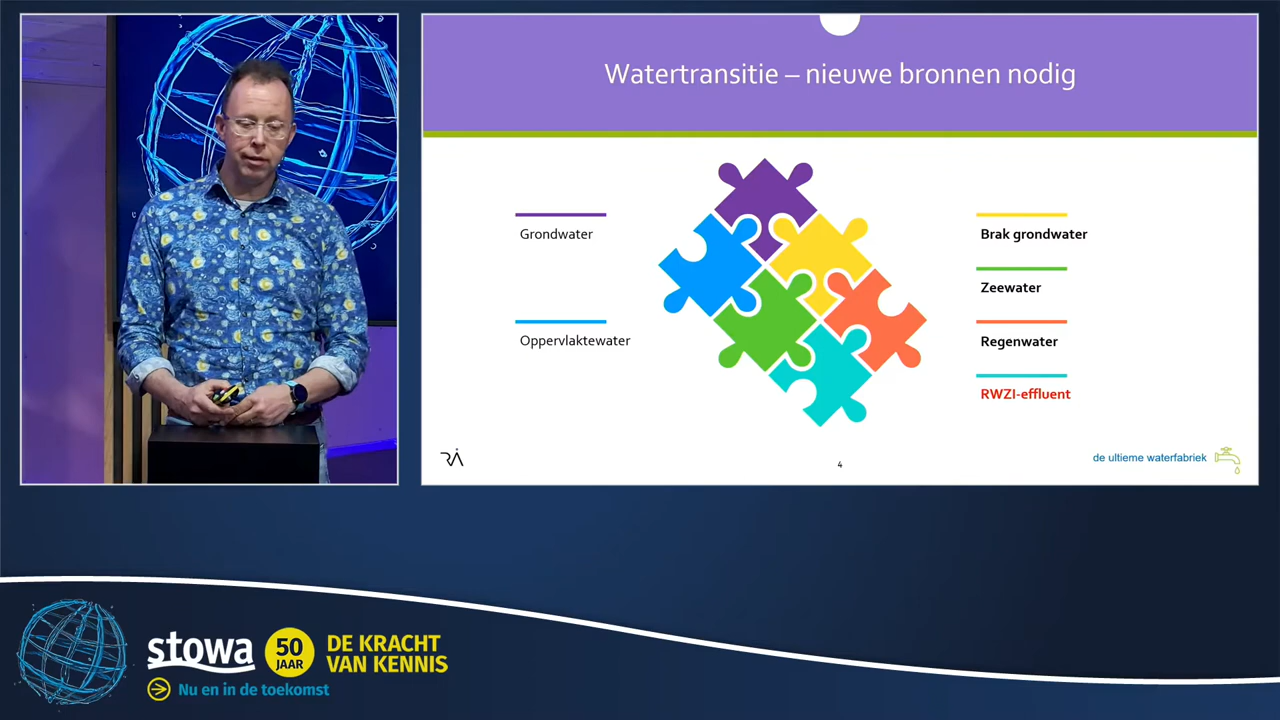 Watertransitie – nieuwe bronnen nodig
Grondwater
Oppervlaktewater
Brak grondwater
Zeewater
Regenwater
RWZI-effluent
4
de ultieme waterfabriek
stowa
50
JAAR
DE KRACHT
VAN KENNIS
Nu en in de toekomst